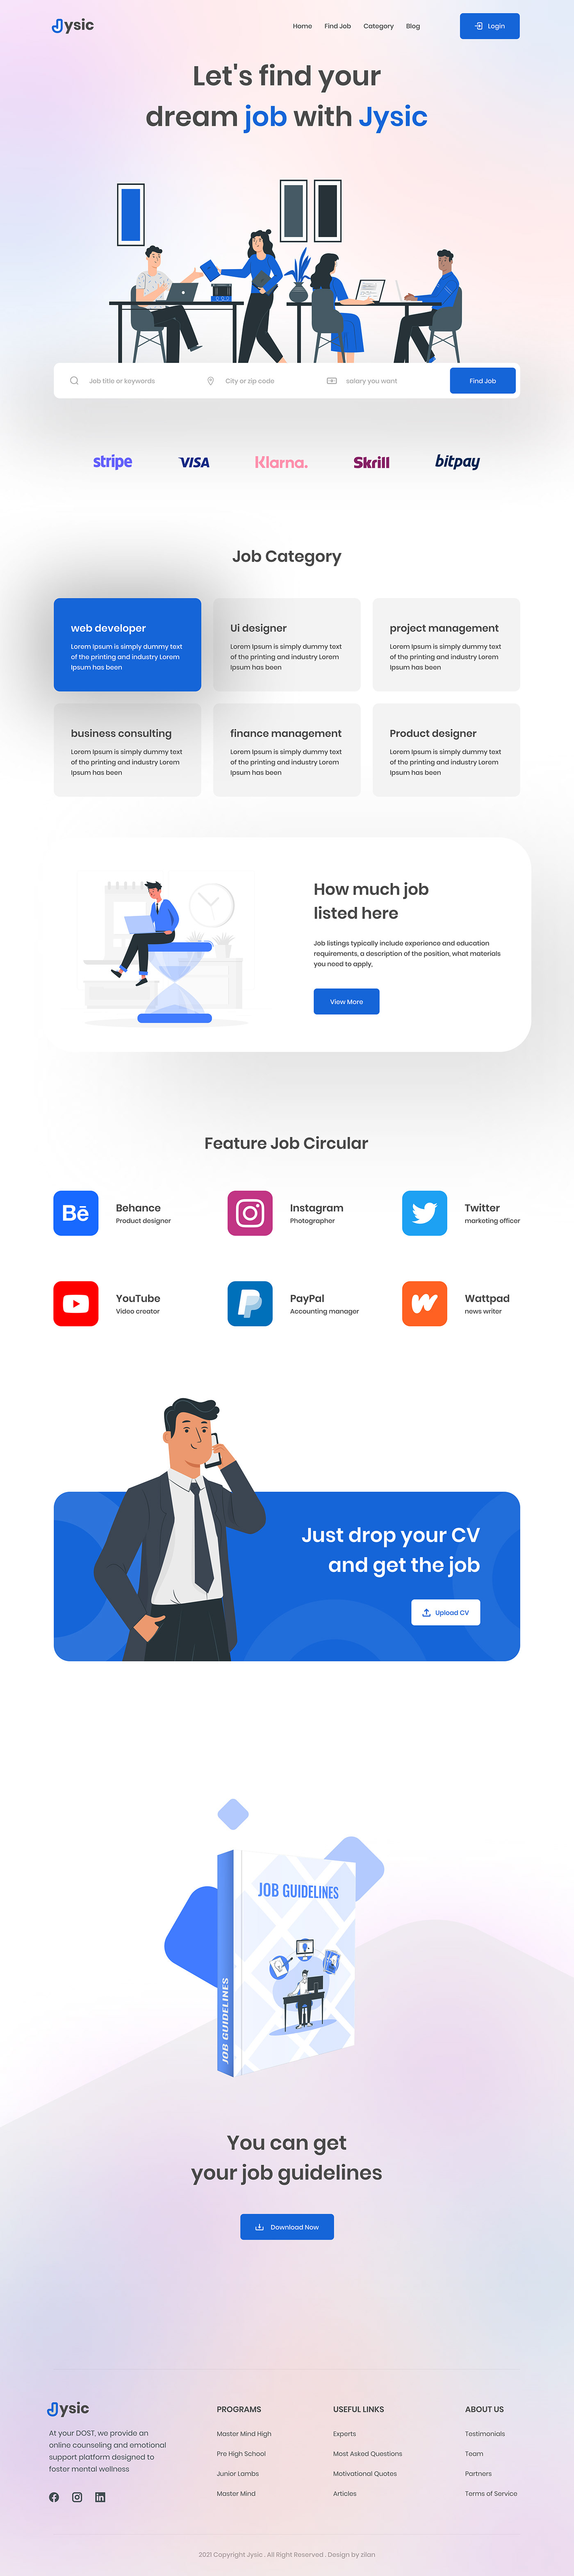 Jysic
Home Find Job Category Blog
Login
Let's find your
dream job with Jysic
Job title or keywords
City or zip code
salary you want
Find Job
stripe
VISA
Klarna.
Skrill
bitpay
Job Category
web developer
Lorem Ipsum is simply dummy text
of the printing and industry Lorem
Ipsum has been
Ui designer
Lorem Ipsum is simply dummy text
of the printing and industry Lorem
Ipsum has been
project management
Lorem Ipsum is simply dummy text
of the printing and industry Lorem
Ipsum has been
business consulting
Lorem Ipsum is simply dummy text
of the printing and industry Lorem
Ipsum has been
finance management
Lorem Ipsum is simply dummy text
of the printing and industry Lorem
Ipsum has been
Product designer
Lorem Ipsum is simply dummy text
of the printing and industry Lorem
Ipsum has been
How much job
listed here
Job listings typically include experience and education
requirements, a description of the position, what materials
you need to apply,
View More
Feature Job Circular
Bē
Behance
Product designer
Instagram
Photographer
Twitter
marketing officer
YouTube
Video creator
PayPal
Accounting manager
Wattpad
news writer
Just drop your CV
and get the job
Upload CV
JOB GUIDELINES
JOB GUIDELINES
You can get
your job guidelines
Download Now
Jysic
At your DOST, we provide an
online counseling and emotional
support platform designed to
foster mental wellness
PROGRAMS
Master Mind High
Pre High School
Junior Lambs
Master Mind
USEFUL LINKS
Experts
Most Asked Questions
Motivational Quotes
Articles
ABOUT US
Testimonials
Team
Partners
Terms of Service
2021 Copyright Jysic . All Right Reserved . Design by zilan